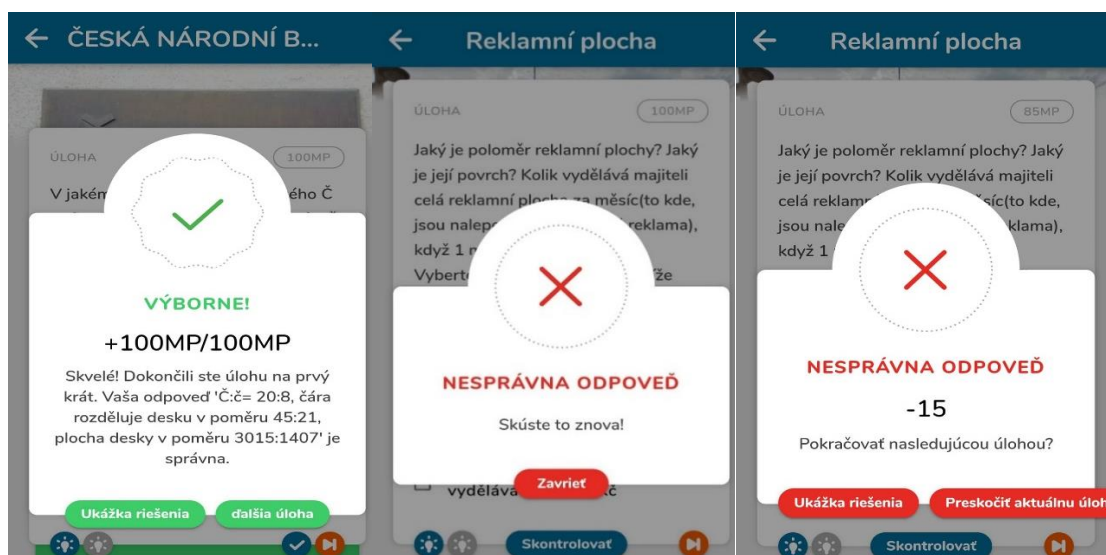 ČESKÁ NÁRODNÍ B...
ÚLOHA
100MP
V jakém
ého Č
VÝBORNE!
+100MP/100MP
Skvelé! Dokončili ste úlohu na prvý
krát. Vaša odpoveď 'Č:č= 20:8, čára
rozděluje desku v poměru 45:21,
plocha desky v poměru 3015:1407' je
správna.
Ukážka riešenia
ďalšia úloha
Reklamní plocha
ÚLOHA
100MP
Jaký je poloměr reklamní plochy? Jaký
je její povrch? Kolik vydělává majiteli
celá reklamní plocha za měsíc(to kde,
jsou nalep
reklama),
když 1
Vybert
íže
NESPRÁVNA ODPOVEĎ
Skúste to znova!
Zavrieť
vyděláv
Kč
Skontrolovať
Reklamní plocha
ÚLOHA
85MP
Jaký je poloměr reklamní plochy? Jaký
je její povrch? Kolik vydělává majiteli
celá reklam
síc(to kde,
jsou nale
klama),
když 1
NESPRÁVNA ODPOVEĎ
-15
Pokračovať nasledujúcou úlohou?
Ukážka riešenia
Preskočiť aktuálnu úloh
Skontrolovať